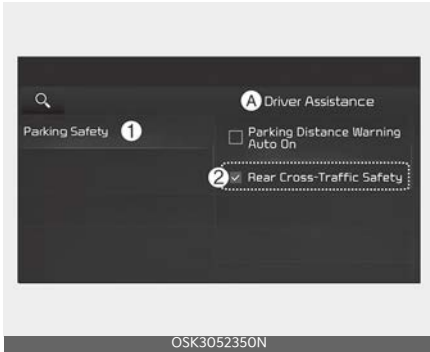 A Driver Assistance
Parking Safety 1
Parking Distance Warning
Auto On
2 Rear Cross-Traffic Safety
OSK3052350N